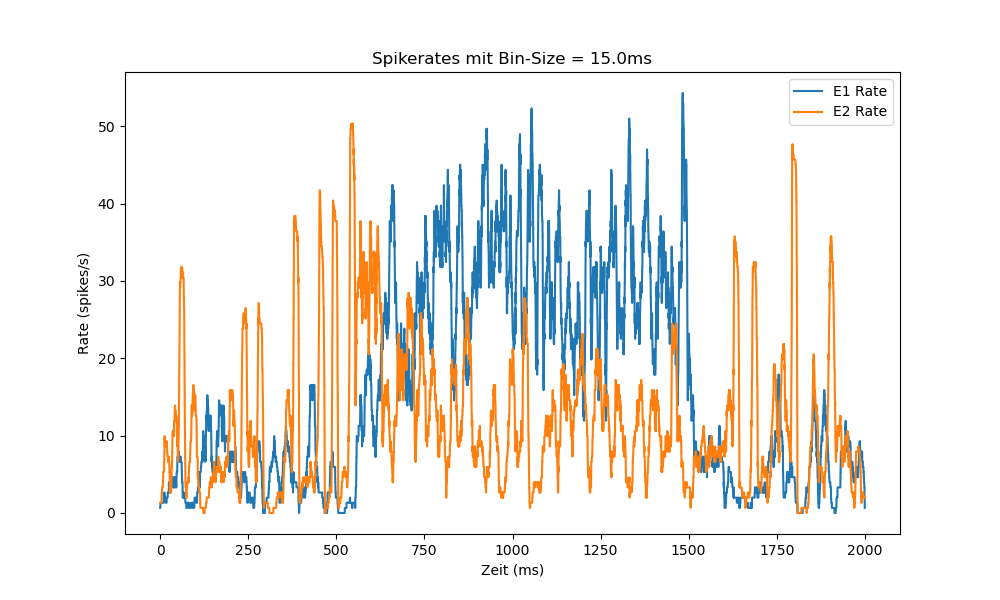 Spikerates mit Bin-Size = 15.0ms
E1 Rate
E2 Rate
50
40
30
20
10
0
Rate (spikes/s)
0 250 500 750 1000 1250 1500 1750 2000
Zeit (ms)